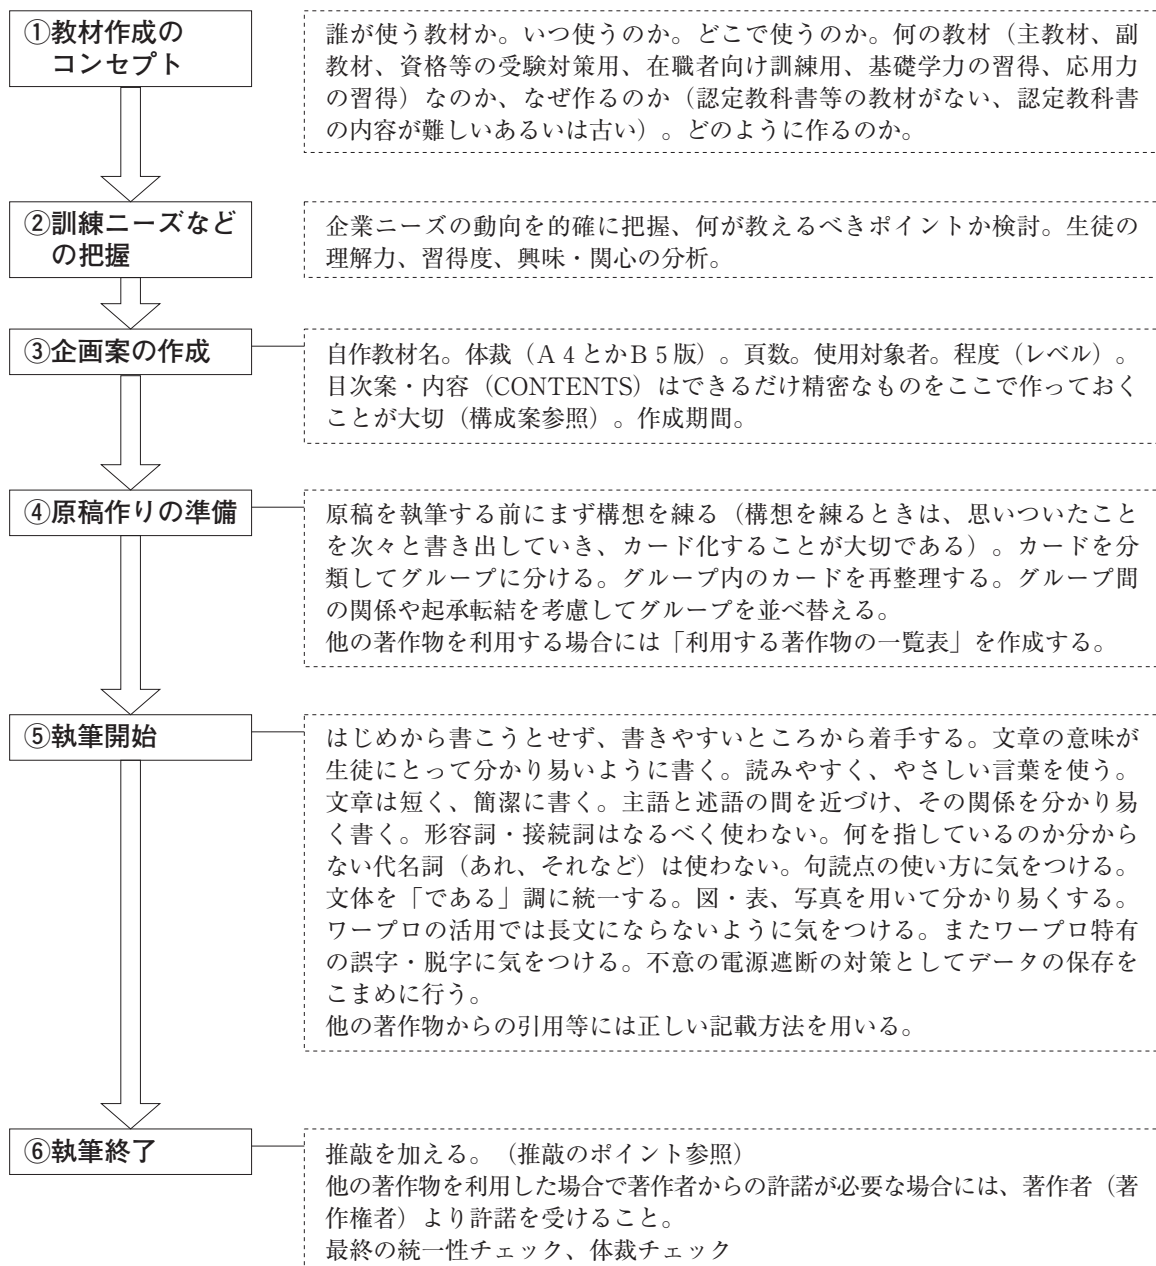 ①教材作成の
コンセプト
誰が使う教材か。いつ使うのか。どこで使うのか。何の教材（主教材、副
教材、資格等の受験対策用、在職者向け訓練用、基礎学力の習得、応用力
の習得）なのか、なぜ作るのか（認定教科書等の教材がない、認定教科書
の内容が難しいあるいは古い）。どのように作るのか。
②訓練ニーズなど
の把握
企業ニーズの動向を的確に把握、何が教えるべきポイントか検討。生徒の
理解力、習得度、興味・関心の分析。
③企画案の作成
自作教材名。体裁（Ａ４とかＢ５版）。頁数。使用対象者。程度（レベル）。
目次案・内容（CONTENTS）はできるだけ精密なものをここで作っておく
ことが大切（構成案参照）。作成期間。
④原稿作りの準備
原稿を執筆する前にまず構想を練る（構想を練るときは、思いついたこと
を次々と書き出していき、カード化することが大切である）。カードを分
類してグループに分ける。グループ内のカードを再整理する。グループ間
の関係や起承転結を考慮してグループを並べ替える。
他の著作物を利用する場合には「利用する著作物の一覧表」を作成する。
⑤執筆開始
はじめから書こうとせず、書きやすいところから着手する。文章の意味が
生徒にとって分かり易いように書く。読みやすく、やさしい言葉を使う。
文章は短く、簡潔に書く。主語と述語の間を近づけ、その関係を分かり易
く書く。形容詞・接続詞はなるべく使わない。何を指しているのか分から
ない代名詞（あれ、それなど）は使わない。句読点の使い方に気をつける。
文体を「である」調に統一する。図・表、写真を用いて分かり易くする。
ワープロの活用では長文にならないように気をつける。またワープロ特有
の誤字・脱字に気をつける。不意の電源遮断の対策としてデータの保存を
こまめに行う。
他の著作物からの引用等には正しい記載方法を用いる。
⑥執筆終了
推敲を加える。（推敲のポイント参照）
他の著作物を利用した場合で著作者からの許諾が必要な場合には、著作者（著
作権者）より許諾を受けること。
最終の統一性チェック、体裁チェック